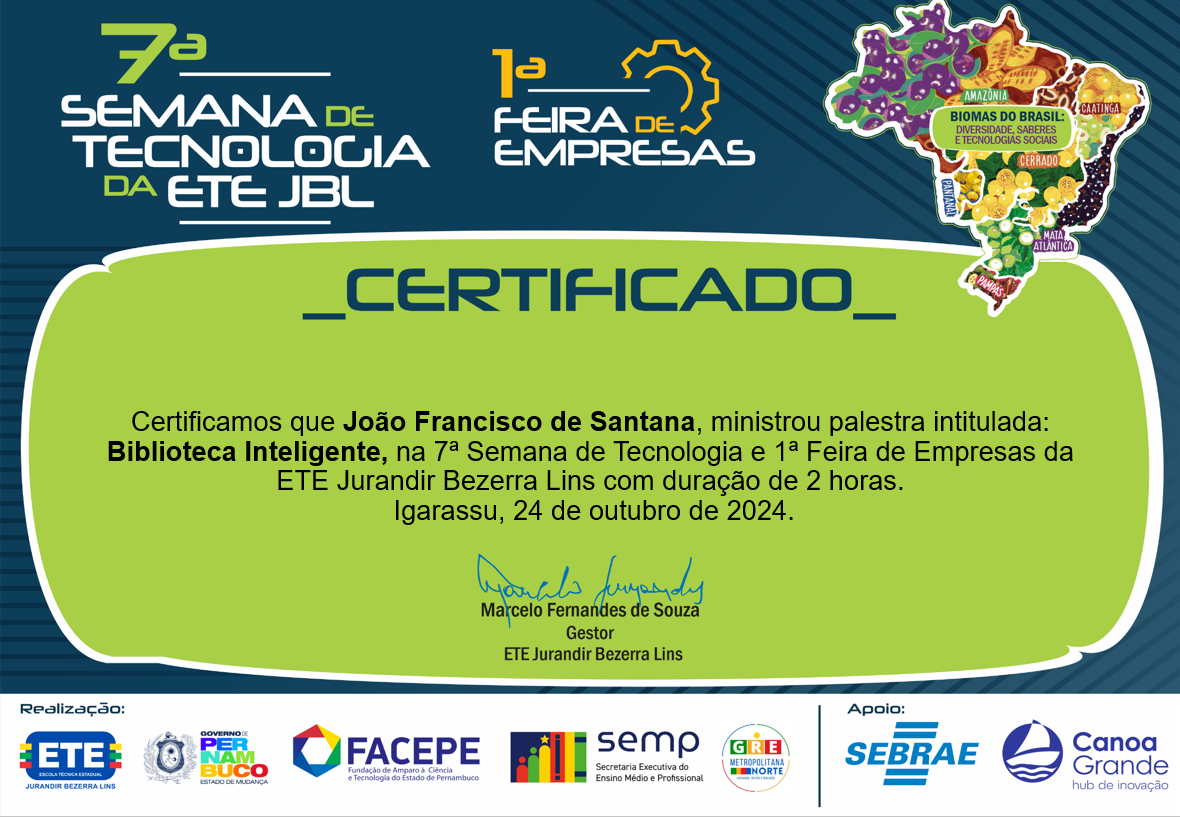 7ª
SEMANA DE
TECNOLOGIA
DA ETE JBL
1ª
FEIRA DE
EMPRESAS
AMAZÔNIA
CAATINGA
BIOMAS DO BRASIL:
DIVERSIDADE, SABERES
E TECNOLOGIAS SOCIAIS
CERRADO
PANTANAL
MATA
ATLÂNTICA
PAMPAS
_CERTIFICADO_
Certificamos que João Francisco de Santana, ministrou palestra intitulada:
Biblioteca Inteligente, na 7ª Semana de Tecnologia e 1ª Feira de Empresas da
ETE Jurandir Bezerra Lins com duração de 2 horas.
Igarassu, 24 de outubro de 2024.
Marcelo Fernandes de Souza
Gestor
ETE Jurandir Bezerra Lins
Realização:
ETE
ESCOLA TÉCNICA ESTADUAL
JURANDIR BEZERRA LINS
GOVERNO DE
PER
NAM
BUCO
ESTADO DE MUDANÇA
FACEPE
Fundação de Amparo à Ciência
e Tecnologia do Estado de Pernambuco
semp
Secretaria Executiva do
Ensino Médio e Profissional
GRE
METROPOLITANA
NORTE
Apoio:
SEBRAE
Canoa
Grande
hub de inovação